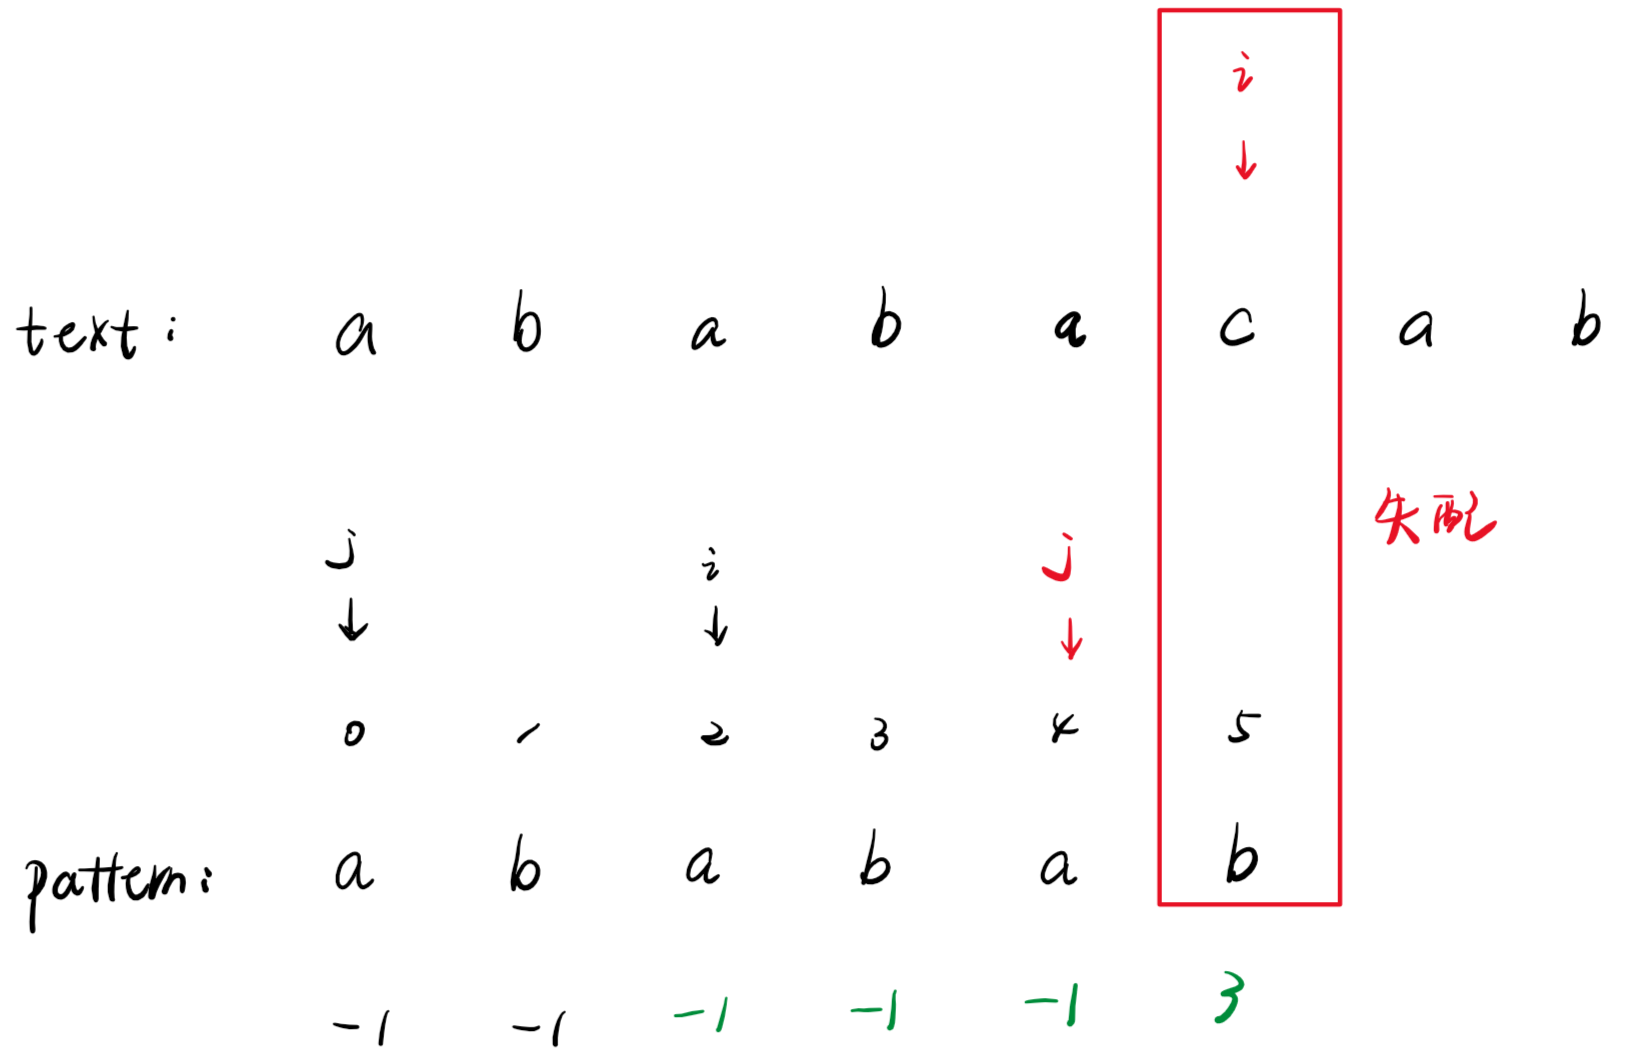 i
↓
text: a b a b a c a b
失配
j i j
↓ ↓ ↓
0 1 2 3 4 5
pattern: a b a b a b
-1 -1 -1 -1 -1 3